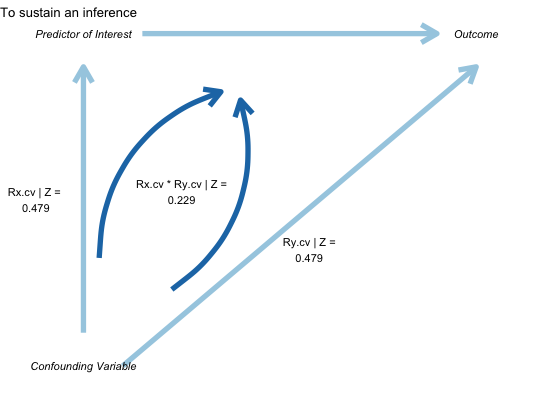 To sustain an inference
Predictor of Interest
Outcome
Rx.cv | Z =
0.479
Rx.cv * Ry.cv | Z =
0.229
Ry.cv | Z =
0.479
Confounding Variable